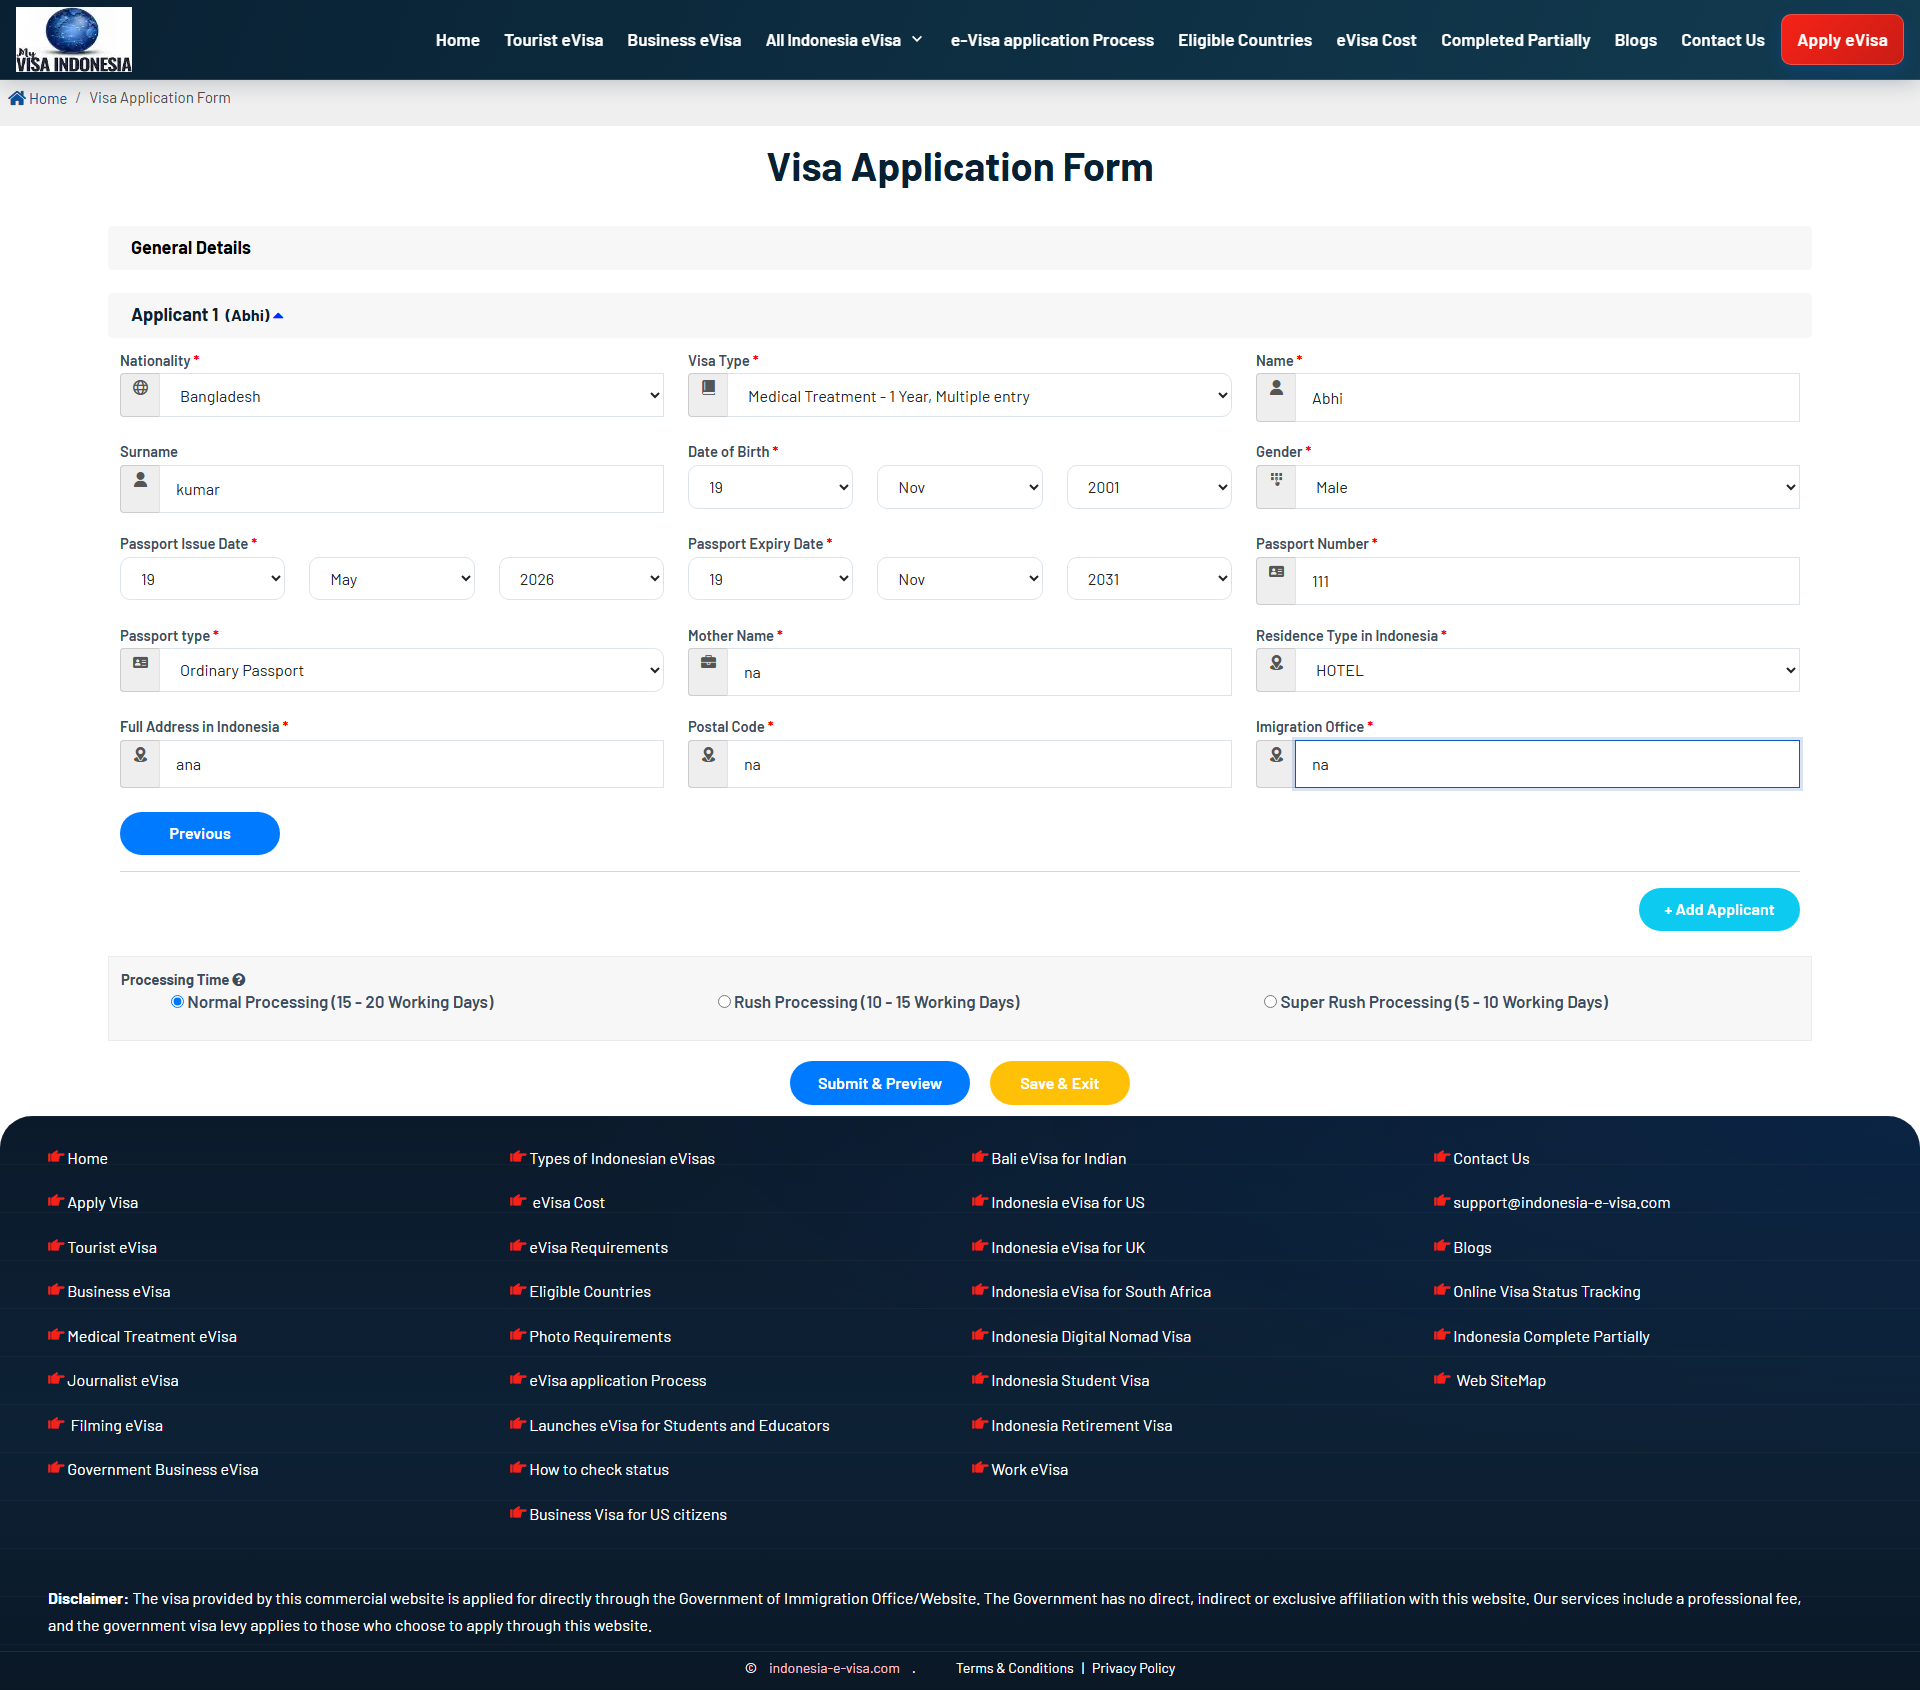 My
VISA INDONESIA
Home Tourist eVisa Business eVisa All Indonesia eVisa e-Visa application Process Eligible Countries eVisa Cost Completed Partially Blogs Contact Us Apply eVisa
Home / Visa Application Form
Visa Application Form
General Details
Applicant 1 (Abhi)
Nationality * Visa Type * Name *
Bangladesh Medical Treatment - 1 Year, Multiple entry Abhi
Surname Date of Birth * Gender *
kumar 19 Nov 2001 Male
Passport Issue Date * Passport Expiry Date * Passport Number *
19 May 2026 19 Nov 2031 111
Passport type * Mother Name * Residence Type in Indonesia *
Ordinary Passport na HOTEL
Full Address in Indonesia * Postal Code * Imigration Office *
ana na na
Previous
+ Add Applicant
Processing Time
Normal Processing (15 - 20 Working Days) Rush Processing (10 - 15 Working Days) Super Rush Processing (5 - 10 Working Days)
Submit & Preview Save & Exit
Home Types of Indonesian eVisas Bali eVisa for Indian Contact Us
Apply Visa eVisa Cost Indonesia eVisa for US support@indonesia-e-visa.com
Tourist eVisa eVisa Requirements Indonesia eVisa for UK Blogs
Business eVisa Eligible Countries Indonesia eVisa for South Africa Online Visa Status Tracking
Medical Treatment eVisa Photo Requirements Indonesia Digital Nomad Visa Indonesia Complete Partially
Journalist eVisa eVisa application Process Indonesia Student Visa Web SiteMap
Filming eVisa Launches eVisa for Students and Educators Indonesia Retirement Visa
Government Business eVisa How to check status Work eVisa
Business Visa for US citizens
Disclaimer: The visa provided by this commercial website is applied for directly through the Government of Immigration Office/Website. The Government has no direct, indirect or exclusive affiliation with this website. Our services include a professional fee,
and the government visa levy applies to those who choose to apply through this website.
© indonesia-e-visa.com . Terms & Conditions | Privacy Policy